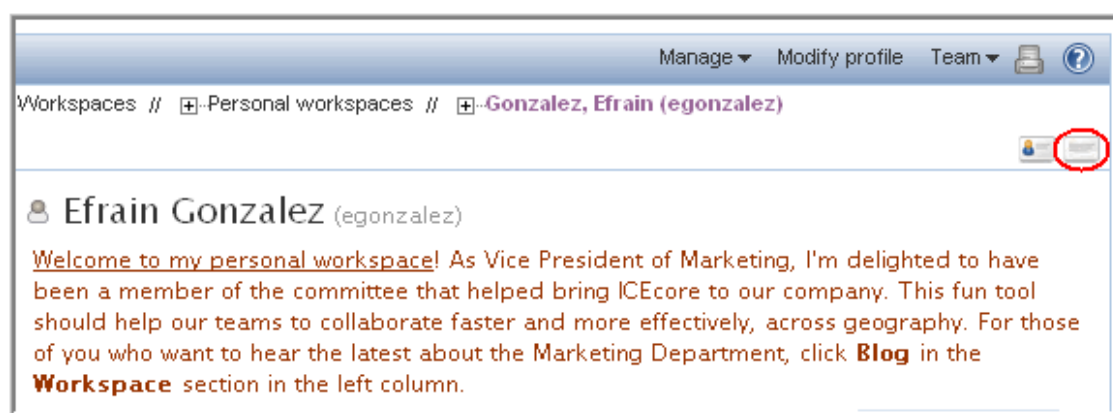 Manage Modify profile Team ?
Workspaces // Personal workspaces // Gonzalez, Efrain (egonzalez)
Efrain Gonzalez (egonzalez)
Welcome to my personal workspace! As Vice President of Marketing, I'm delighted to have
been a member of the committee that helped bring ICEcore to our company. This fun tool
should help our teams to collaborate faster and more effectively, across geography. For those
of you who want to hear the latest about the Marketing Department, click Blog in the
Workspace section in the left column.